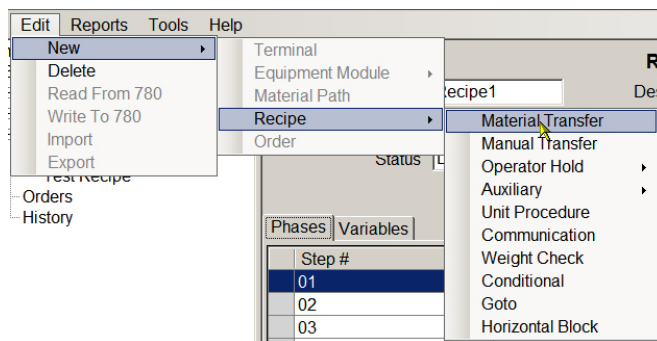 Edit Reports Tools Help
New
Delete
Read From 780
Write To 780
Import
Export
Test Recipe
Orders
History
Terminal
Equipment Module
Material Path
Recipe
Order
Recipe1
Status
Phases Variables
Step #
01
02
03
Material Transfer
Manual Transfer
Operator Hold
Auxiliary
Unit Procedure
Communication
Weight Check
Conditional
Goto
Horizontal Block